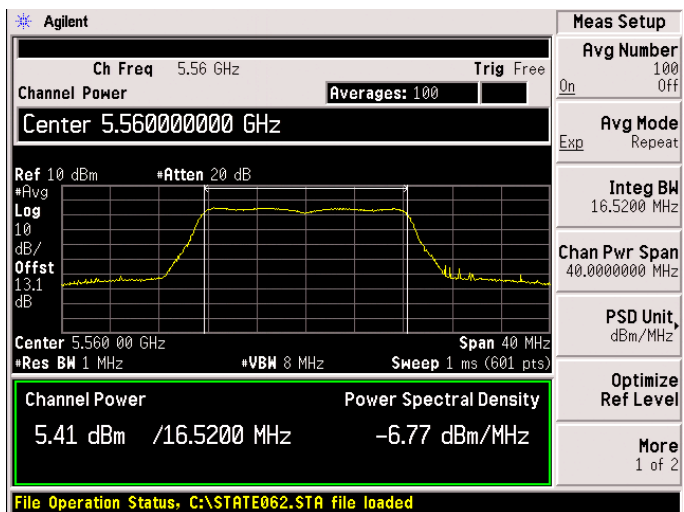 Agilent
Ch Freq 5.56 GHz Trig Free
Channel Power Averages: 100
Center 5.560000000 GHz
Ref 10 dBm #Atten 20 dB
#Avg
Log
10
dB/
Offst
13.1
dB
Center 5.560 00 GHz Span 40 MHz
#Res BW 1 MHz #VBW 8 MHz Sweep 1 ms (601 pts)
Channel Power Power Spectral Density
5.41 dBm /16.5200 MHz -6.77 dBm/MHz
File Operation Status, C:\STATE062.STA file loaded
Meas Setup
Avg Number
100
On Off
Avg Mode
Exp Repeat
Integ BW
16.5200 MHz
Chan Pwr Span
40.0000000 MHz
PSD Unit
dBm/MHz
Optimize
Ref Level
More
1 of 2